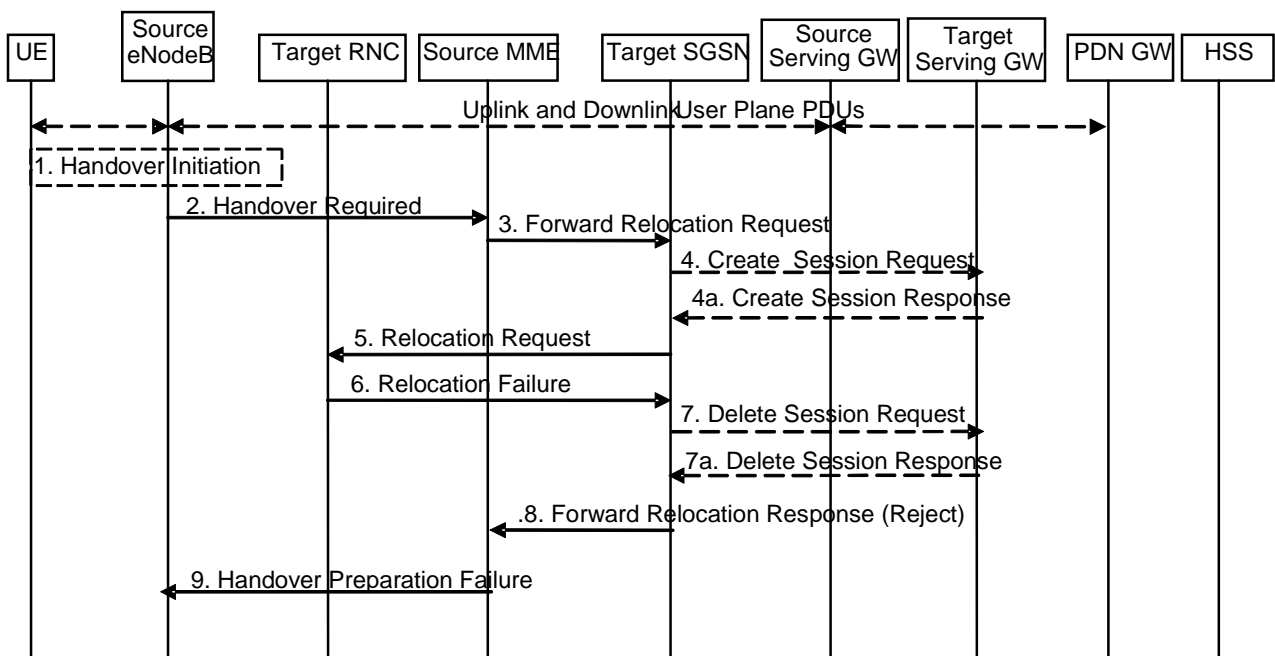 UE
Source
eNodeB
Target RNC
Source MME
Target SGSN
Source
Serving GW
Target
Serving GW
PDN GW
HSS
Uplink and Downlink User Plane PDUs
1. Handover Initiation
2. Handover Required
3. Forward Relocation Request
4. Create Session Request
4a. Create Session Response
5. Relocation Request
6. Relocation Failure
7. Delete Session Request
7a. Delete Session Response
.8. Forward Relocation Response (Reject)
9. Handover Preparation Failure